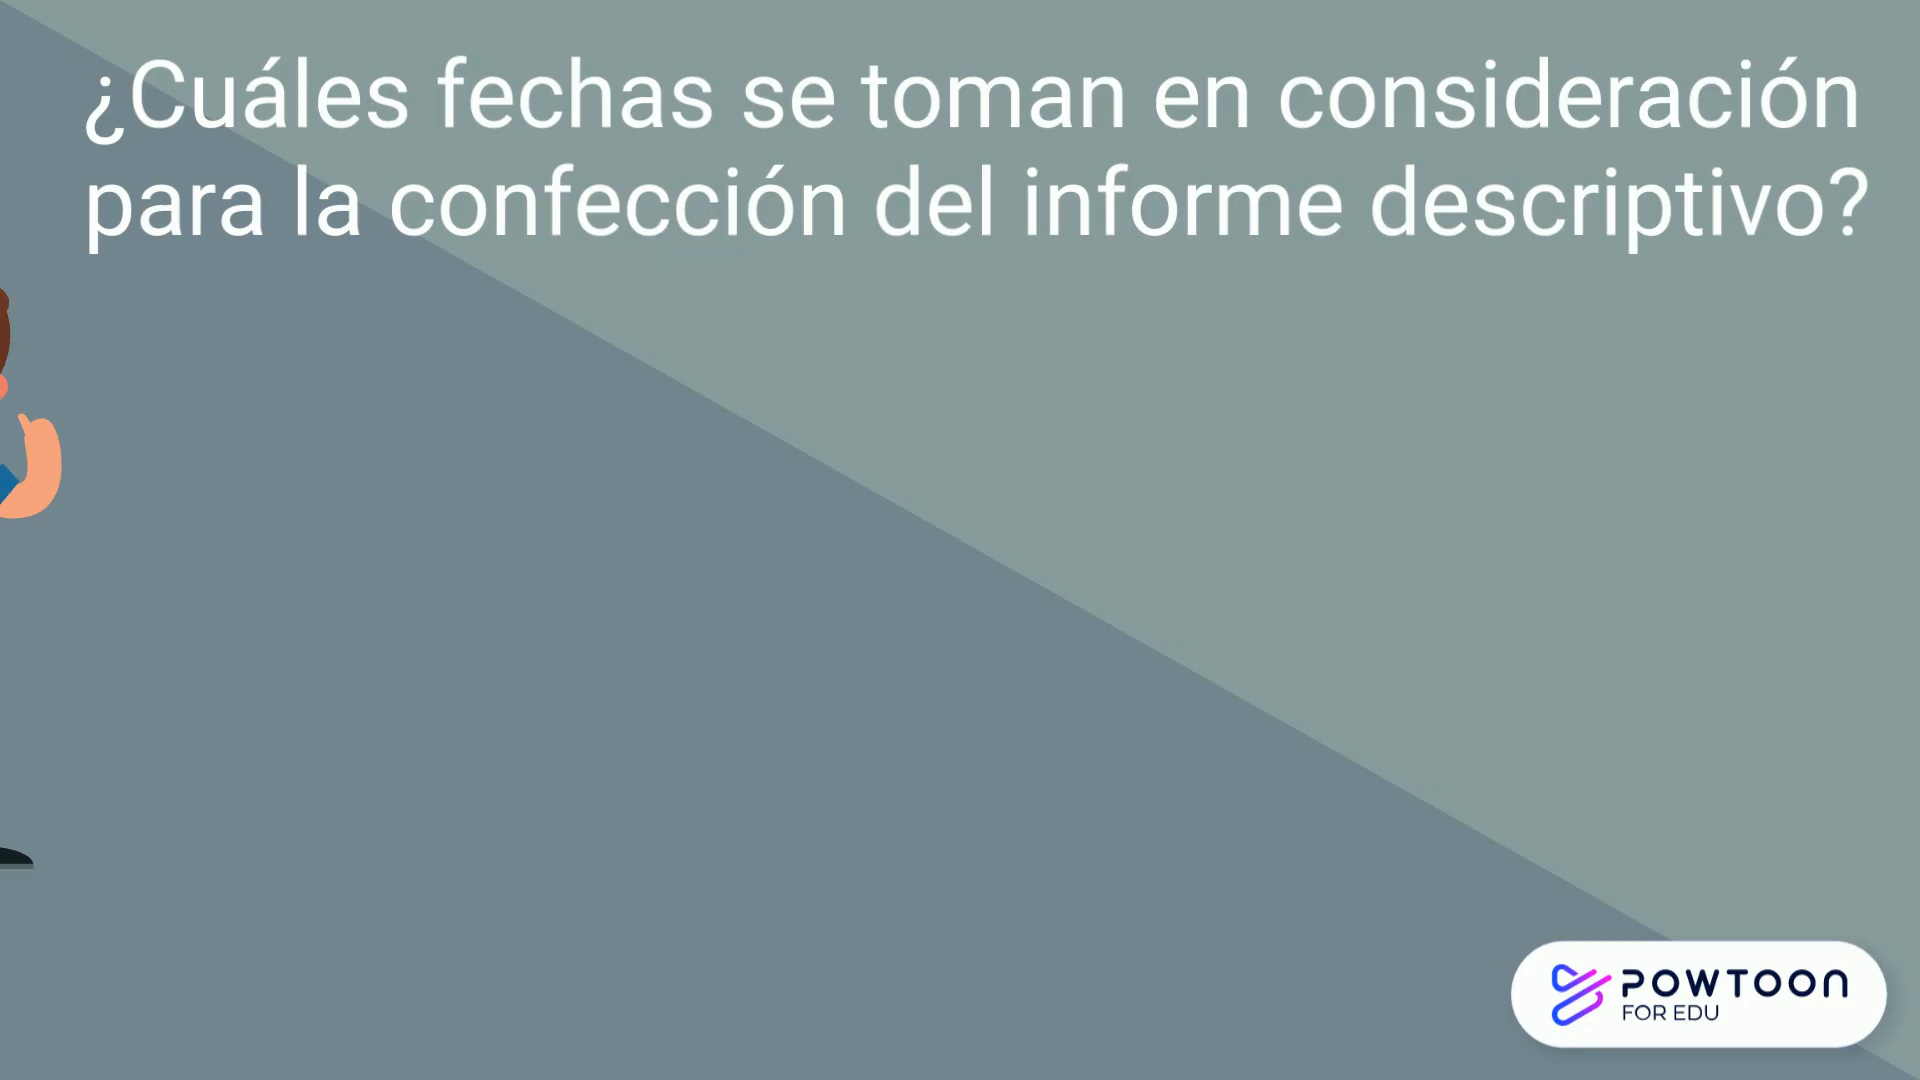 ¿Cuáles fechas se toman en consideración
para la confección del informe descriptivo?
POWTOON
FOR EDU